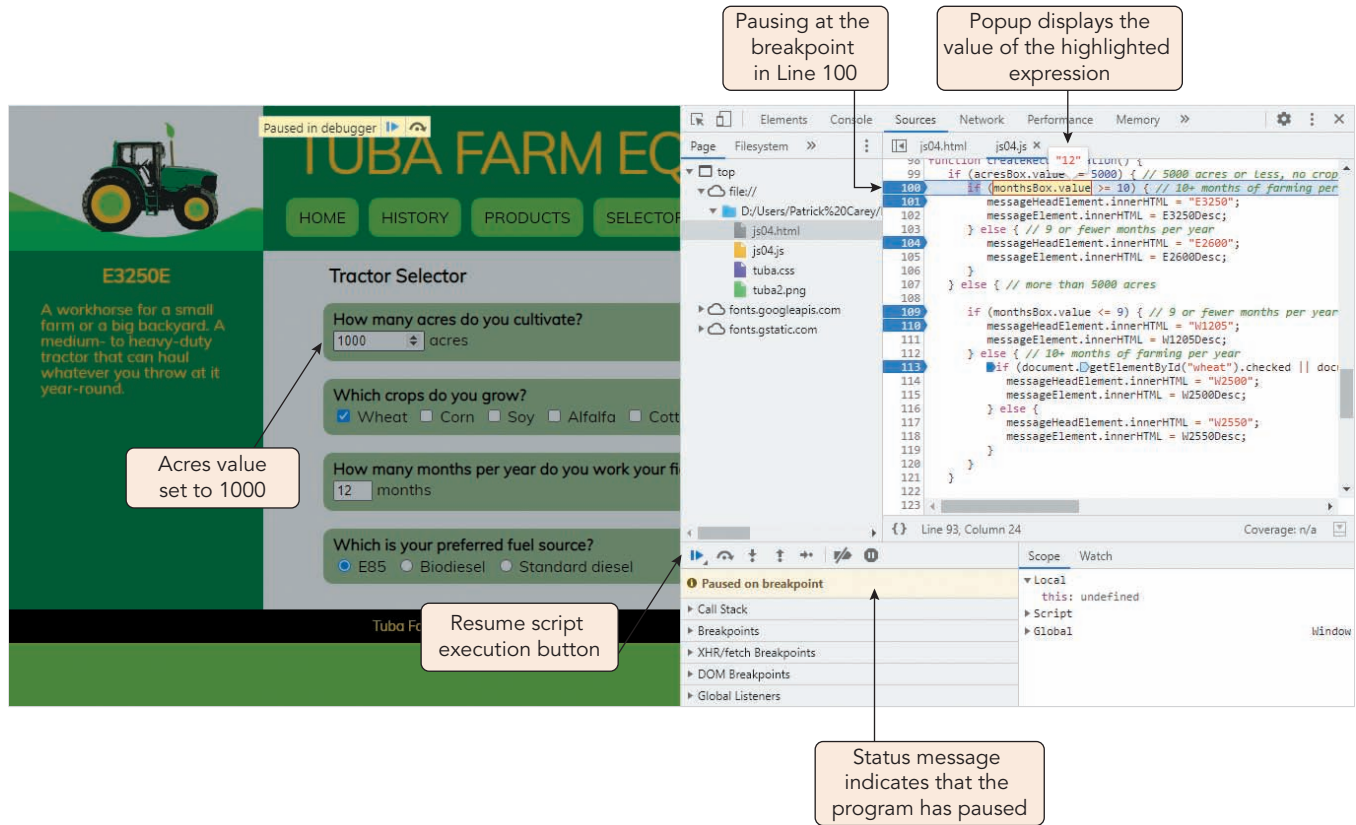 Pausing at the
breakpoint
in Line 100
Popup displays the
value of the highlighted
expression
Paused in debugger
TUBA FARM EQ
HOME HISTORY PRODUCTS SELECTOR
E3250E
A workhorse for a small
farm or a big backyard. A
medium- to heavy-duty
tractor that can haul
whatever you throw at it
year-round.
Tractor Selector
How many acres do you cultivate?
1000 acres
Which crops do you grow?
Wheat Corn Soy Alfalfa Cott
How many months per year do you work your fi
12 months
Which is your preferred fuel source?
E85 Biodiesel Standard diesel
Tuba Fa
Acres value
set to 1000
Resume script
execution button
Elements Console Sources Network Performance Memory »
Page Filesystem »
top
file://
D:/Users/Patrick%20Carey/
js04.html
js04.js
tuba.css
tuba2.png
fonts.googleapis.com
fonts.gstatic.com
js04.html js04.js ×
"12"
98 function
99 if (acresBox.value = 5000) { // 5000 acres or less, no crop
100 if (monthsBox.value >= 10) { // 10+ months of farming per
101 messageHeadElement.innerHTML = "E3250";
102 messageElement.innerHTML = E3250Desc;
103 } else { // 9 or fewer months per year
104 messageHeadElement.innerHTML = "E2600";
105 messageElement.innerHTML = E2600Desc;
106 }
107 } else { // more than 5000 acres
108
109 if (monthsBox.value <= 9) { // 9 or fewer months per year
110 messageHeadElement.innerHTML = "W1205";
111 messageElement.innerHTML = W1205Desc;
112 } else { // 10+ months of farming per year
113 if (document.getElementById("wheat").checked || docu
114 messageHeadElement.innerHTML = "W2500";
115 messageElement.innerHTML = W2500Desc;
116 } else {
117 messageHeadElement.innerHTML = "W2550";
118 messageElement.innerHTML = W2550Desc;
119 }
120 }
121 }
122
123
{} Line 93, Column 24 Coverage: n/a
Paused on breakpoint
Call Stack
Breakpoints
XHR/fetch Breakpoints
DOM Breakpoints
Global Listeners
Scope Watch
Local
this: undefined
Script
Global Window
Status message
indicates that the
program has paused